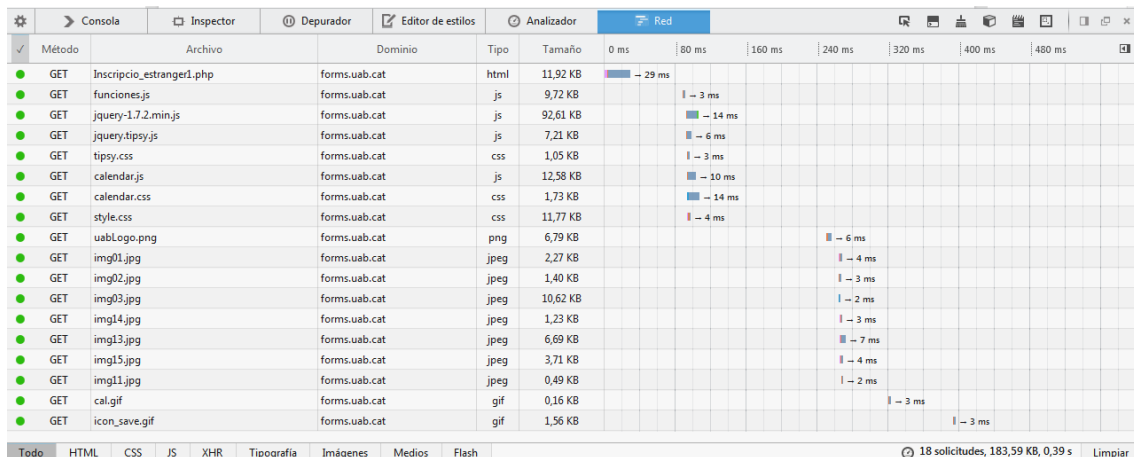 Consola Inspector Depurador Editor de estilos Analizador Red
✓ Método Archivo Dominio Tipo Tamaño 0 ms 80 ms 160 ms 240 ms 320 ms 400 ms 480 ms
GET Inscripcio_estranger1.php forms.uab.cat html 11,92 KB → 29 ms
GET funciones.js forms.uab.cat js 9,72 KB → 3 ms
GET jquery-1.7.2.min.js forms.uab.cat js 92,61 KB → 14 ms
GET jquery.tipsy.js forms.uab.cat js 7,21 KB → 6 ms
GET tipsy.css forms.uab.cat css 1,05 KB → 3 ms
GET calendar.js forms.uab.cat js 12,58 KB → 10 ms
GET calendar.css forms.uab.cat css 1,73 KB → 14 ms
GET style.css forms.uab.cat css 11,77 KB → 4 ms
GET uabLogo.png forms.uab.cat png 6,79 KB → 6 ms
GET img01.jpg forms.uab.cat jpeg 2,27 KB → 4 ms
GET img02.jpg forms.uab.cat jpeg 1,40 KB → 3 ms
GET img03.jpg forms.uab.cat jpeg 10,62 KB → 2 ms
GET img14.jpg forms.uab.cat jpeg 1,23 KB → 3 ms
GET img13.jpg forms.uab.cat jpeg 6,69 KB → 7 ms
GET img15.jpg forms.uab.cat jpeg 3,71 KB → 4 ms
GET img11.jpg forms.uab.cat jpeg 0,49 KB → 2 ms
GET cal.gif forms.uab.cat gif 0,16 KB → 3 ms
GET icon_save.gif forms.uab.cat gif 1,56 KB → 3 ms
Todo HTML CSS JS XHR Tipografía Imágenes Medios Flash 18 solicitudes, 183,59 KB, 0,39 s Limpiar